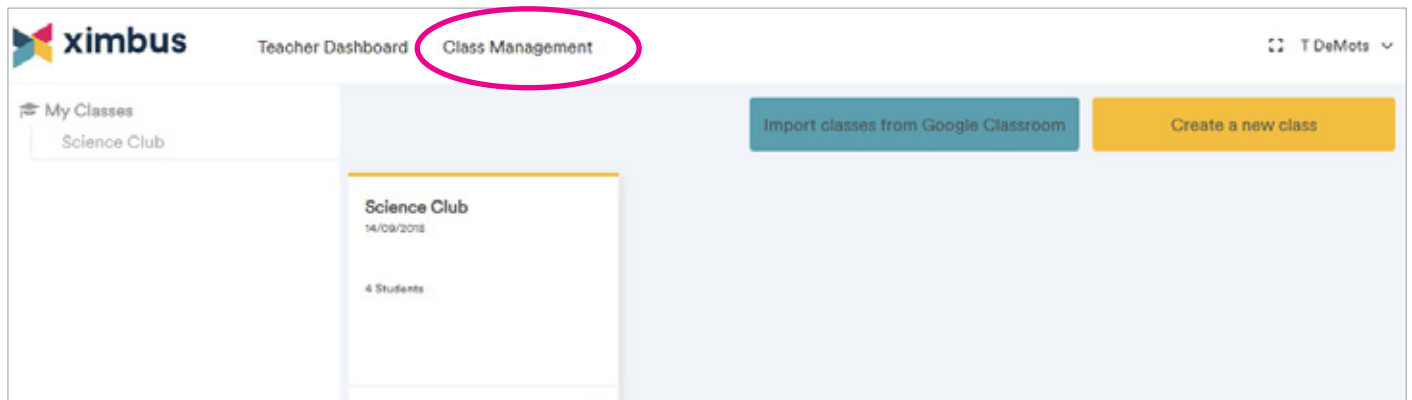 ximbus
Teacher Dashboard
Class Management
T DeMots
My Classes
Science Club
Import classes from Google Classroom
Create a new class
Science Club
14/09/2018
4 Students